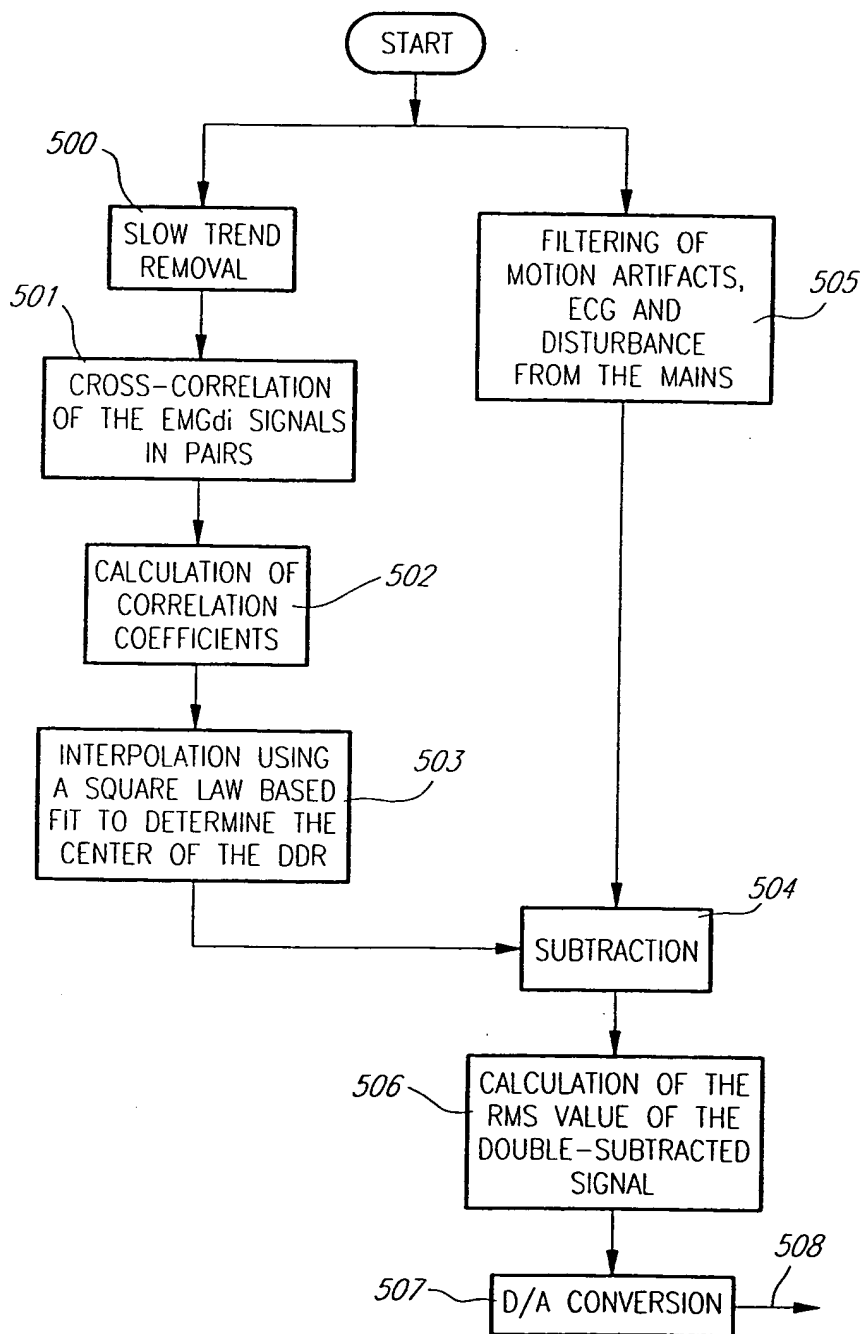 START
500
SLOW TREND
REMOVAL
FILTERING OF
MOTION ARTIFACTS,
ECG AND
DISTURBANCE
FROM THE MAINS
505
501
CROSS-CORRELATION
OF THE EMGdi SIGNALS
IN PAIRS
CALCULATION OF
CORRELATION
COEFFICIENTS
502
INTERPOLATION USING
A SQUARE LAW BASED
FIT TO DETERMINE THE
CENTER OF THE DDR
503
504
SUBTRACTION
506
CALCULATION OF THE
RMS VALUE OF THE
DOUBLE-SUBTRACTED
SIGNAL
507
D/A CONVERSION
508